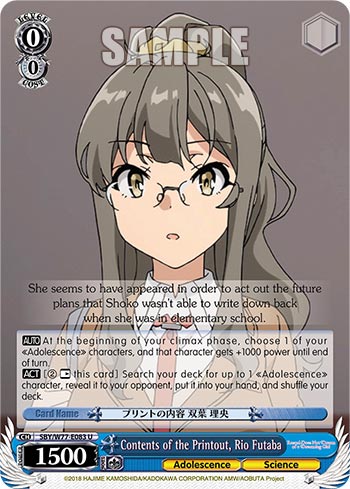 LEVEL
0
0
COST
SAMPLE
She seems to have appeared in order to act out the future
plans that Shoko wasn't able to write down back
when she was in elementary school.
AUTO At the beginning of your climax phase, choose 1 of your
«Adolescence» characters, and that character gets +1000 power until end
of turn.
ACT [② this card] Search your deck for up to 1 «Adolescence»
character, reveal it to your opponent, put it into your hand, and shuffle your
deck.
Card Name プリントの内容 双葉 理央
CH SBY/W77-E083 U Contents of the Printout, Rio Futaba
POWER 1500 Adolescence Science
©2018 HAJIME KAMOSHIDA/KADOKAWA CORPORATION AMW/AOBUTA Project